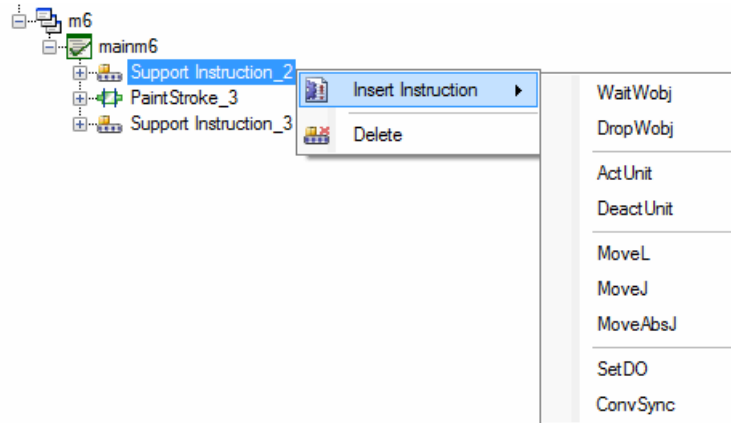 m6
mainm6
Support Instruction_2
PaintStroke_3
Support Instruction_3
Insert Instruction
Delete
WaitWobj
DropWobj
ActUnit
DeactUnit
MoveL
MoveJ
MoveAbsJ
SetDO
ConvSync